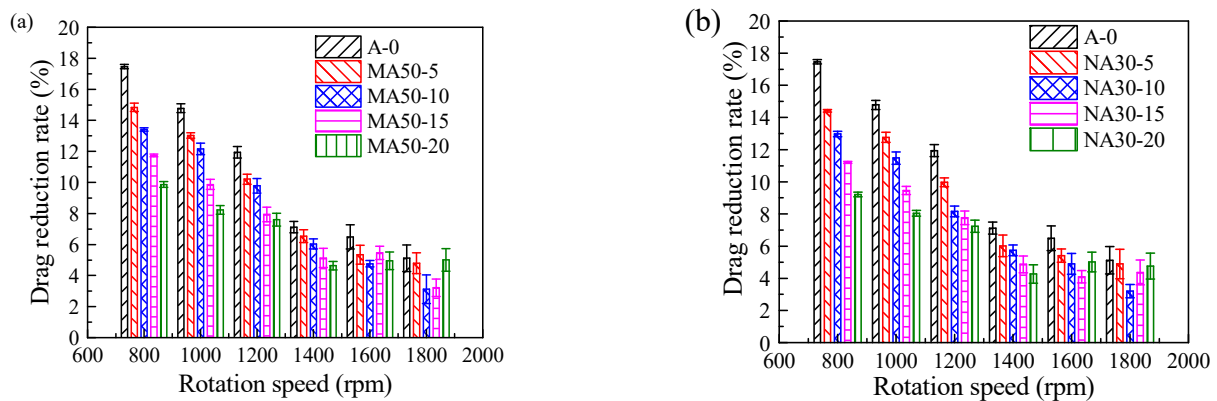 (a)
20
18
16
14
12
10
8
6
4
2
0
Drag reduction rate (%)
A-0
MA50-5
MA50-10
MA50-15
MA50-20
600 800 1000 1200 1400 1600 1800 2000
Rotation speed (rpm)
(b)
20
18
16
14
12
10
8
6
4
2
0
Drag reduction rate (%)
A-0
NA30-5
NA30-10
NA30-15
NA30-20
600 800 1000 1200 1400 1600 1800 2000
Rotation speed (rpm)